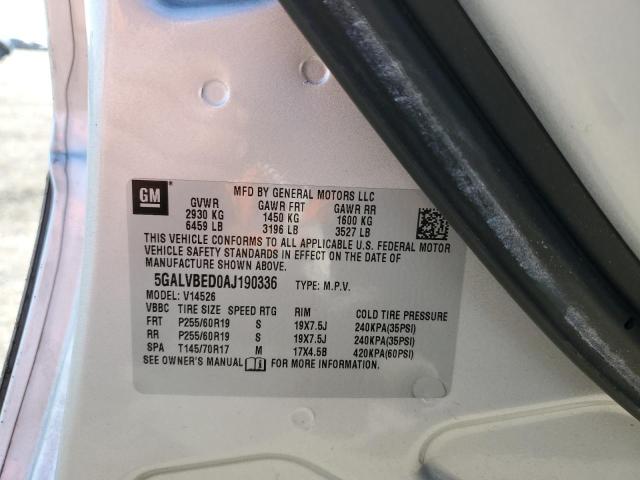 GM
MFD BY GENERAL MOTORS LLC
GVWR GAWR FRT GAWR RR
2930 KG 1450 KG 1600 KG
6459 LB 3196 LB 3527 LB
THIS VEHICLE CONFORMS TO ALL APPLICABLE U.S. FEDERAL MOTOR
VEHICLE SAFETY STANDARDS IN EFFECT ON THE DATE OF
MANUFACTURE SHOWN ABOVE.
5GALVBED0AJ190336 TYPE: M.P.V.
MODEL: V14526
VBBC TIRE SIZE SPEED RTG RIM COLD TIRE PRESSURE
FRT P255/60R19 S 19X7.5J 240KPA(35PSI)
RR P255/60R19 S 19X7.5J 240KPA(35PSI)
SPA T145/70R17 M 17X4.5B 420KPA(60PSI)
SEE OWNER'S MANUAL FOR MORE INFORMATION.